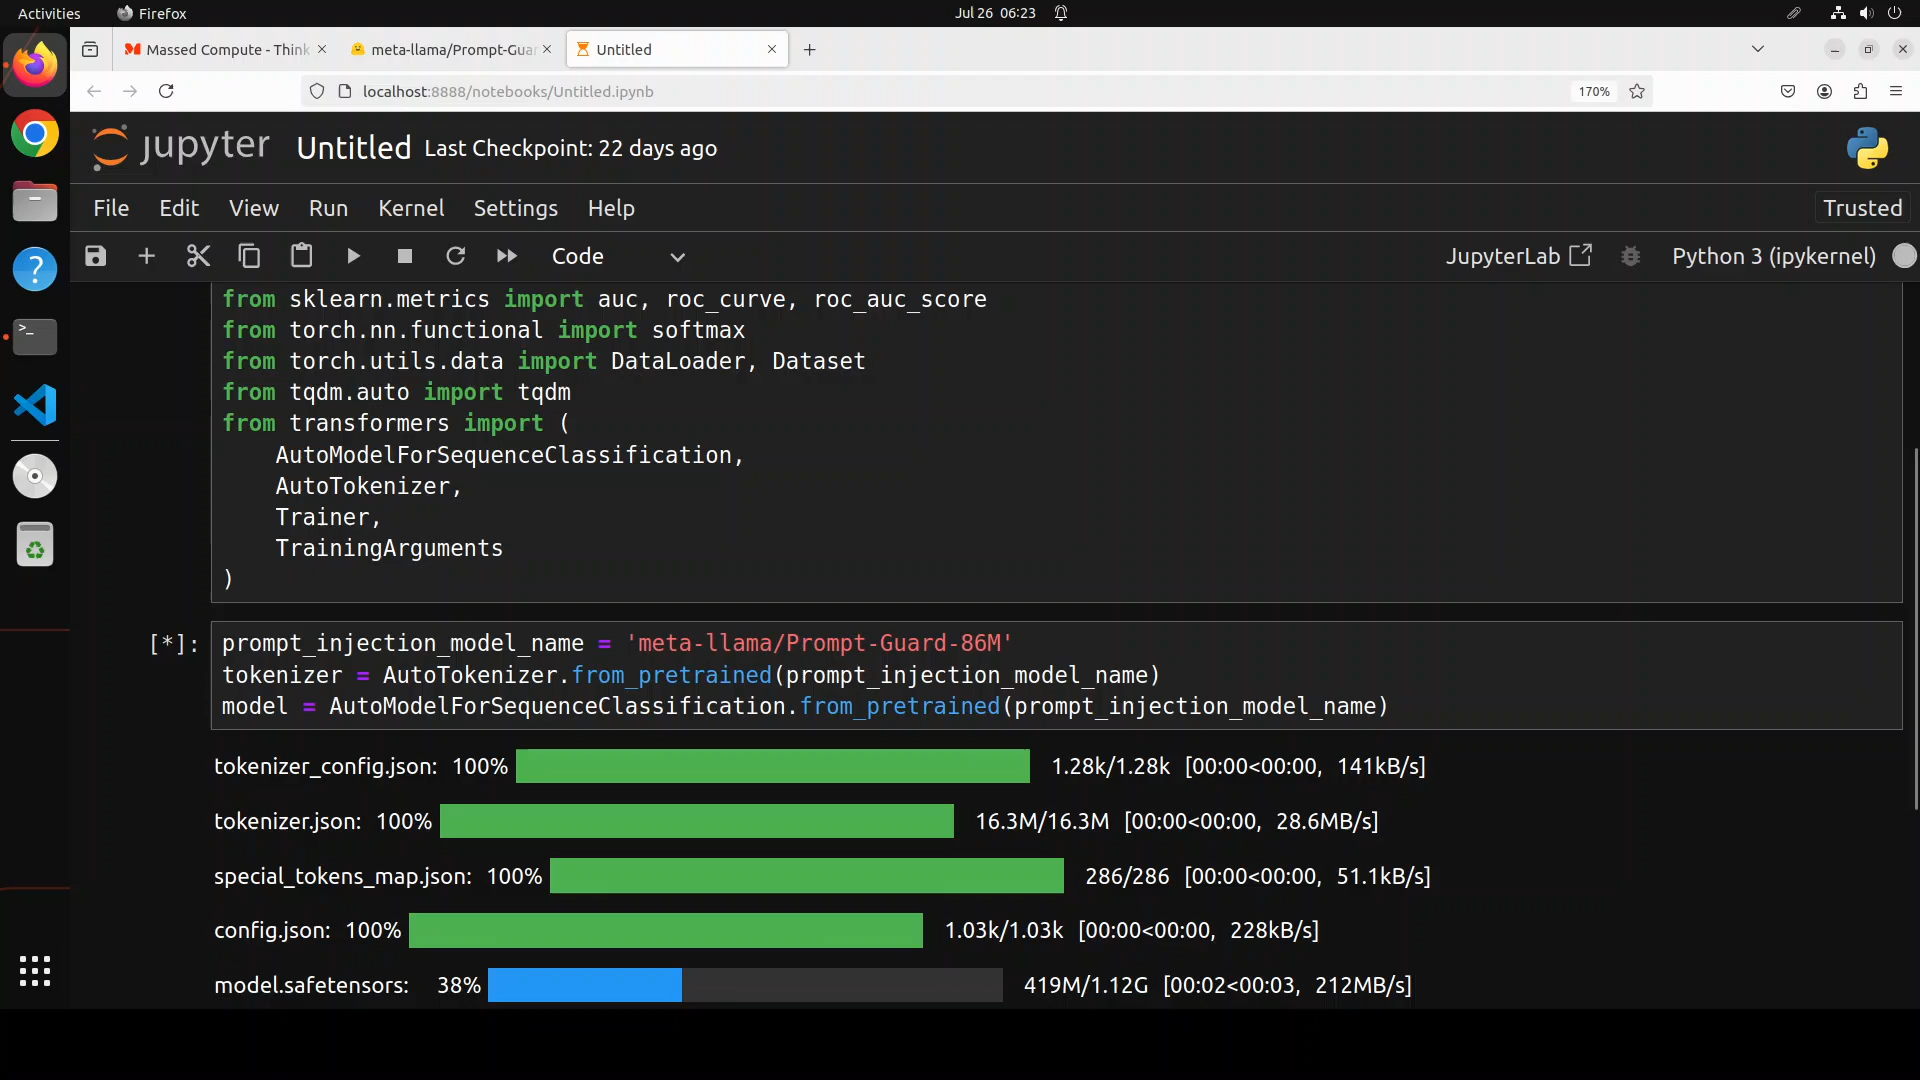 Activities
Firefox
Jul 26 06:23
Massed Compute - Think
meta-llama/Prompt-Gua
Untitled
localhost:8888/notebooks/Untitled.ipynb
170%
jupyter
Untitled
Last Checkpoint: 22 days ago
File Edit View Run Kernel Settings Help
Trusted
Code
JupyterLab
Python 3 (ipykernel)
from sklearn.metrics import auc, roc_curve, roc_auc_score
from torch.nn.functional import softmax
from torch.utils.data import DataLoader, Dataset
from tqdm.auto import tqdm
from transformers import (
    AutoModelForSequenceClassification,
    AutoTokenizer,
    Trainer,
    TrainingArguments
)
[*]:
prompt_injection_model_name = 'meta-llama/Prompt-Guard-86M'
tokenizer = AutoTokenizer.from_pretrained(prompt_injection_model_name)
model = AutoModelForSequenceClassification.from_pretrained(prompt_injection_model_name)
tokenizer_config.json: 100% 1.28k/1.28k [00:00<00:00, 141kB/s]
tokenizer.json: 100% 16.3M/16.3M [00:00<00:00, 28.6MB/s]
special_tokens_map.json: 100% 286/286 [00:00<00:00, 51.1kB/s]
config.json: 100% 1.03k/1.03k [00:00<00:00, 228kB/s]
model.safetensors: 38% 419M/1.12G [00:02<00:03, 212MB/s]